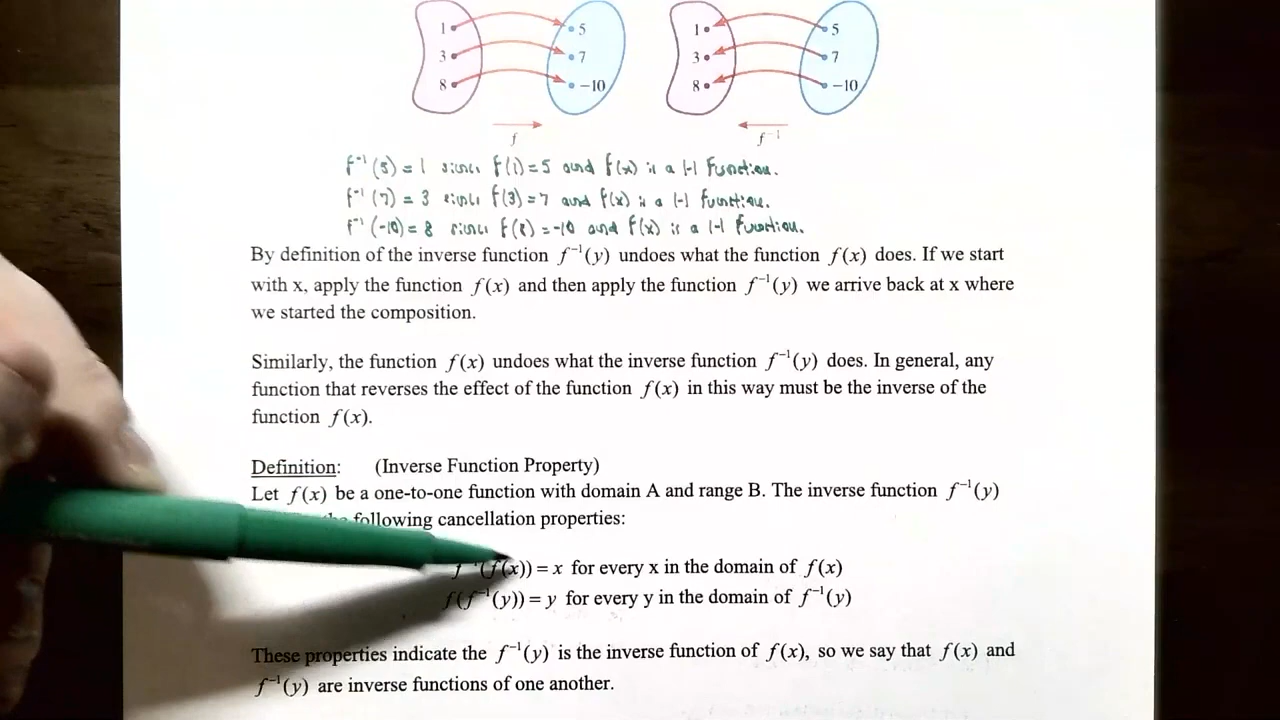 1 5 1 5
3 7 3 7
8 −10 8 −10
f f⁻¹
f⁻¹(5) = 1 since f(1) = 5 and f(x) is a 1-1 function.
f⁻¹(7) = 3 since f(3) = 7 and f(x) is a 1-1 function.
f⁻¹(-10) = 8 since f(8) = -10 and f(x) is a 1-1 function.
By definition of the inverse function f⁻¹(y) undoes what the function f(x) does. If we start
with x, apply the function f(x) and then apply the function f⁻¹(y) we arrive back at x where
we started the composition.
Similarly, the function f(x) undoes what the inverse function f⁻¹(y) does. In general, any
function that reverses the effect of the function f(x) in this way must be the inverse of the
function f(x).
Definition: (Inverse Function Property)
Let f(x) be a one-to-one function with domain A and range B. The inverse function f⁻¹(y)
following cancellation properties:
(f(x)) = x for every x in the domain of f(x)
f(f⁻¹(y)) = y for every y in the domain of f⁻¹(y)
These properties indicate the f⁻¹(y) is the inverse function of f(x), so we say that f(x) and
f⁻¹(y) are inverse functions of one another.